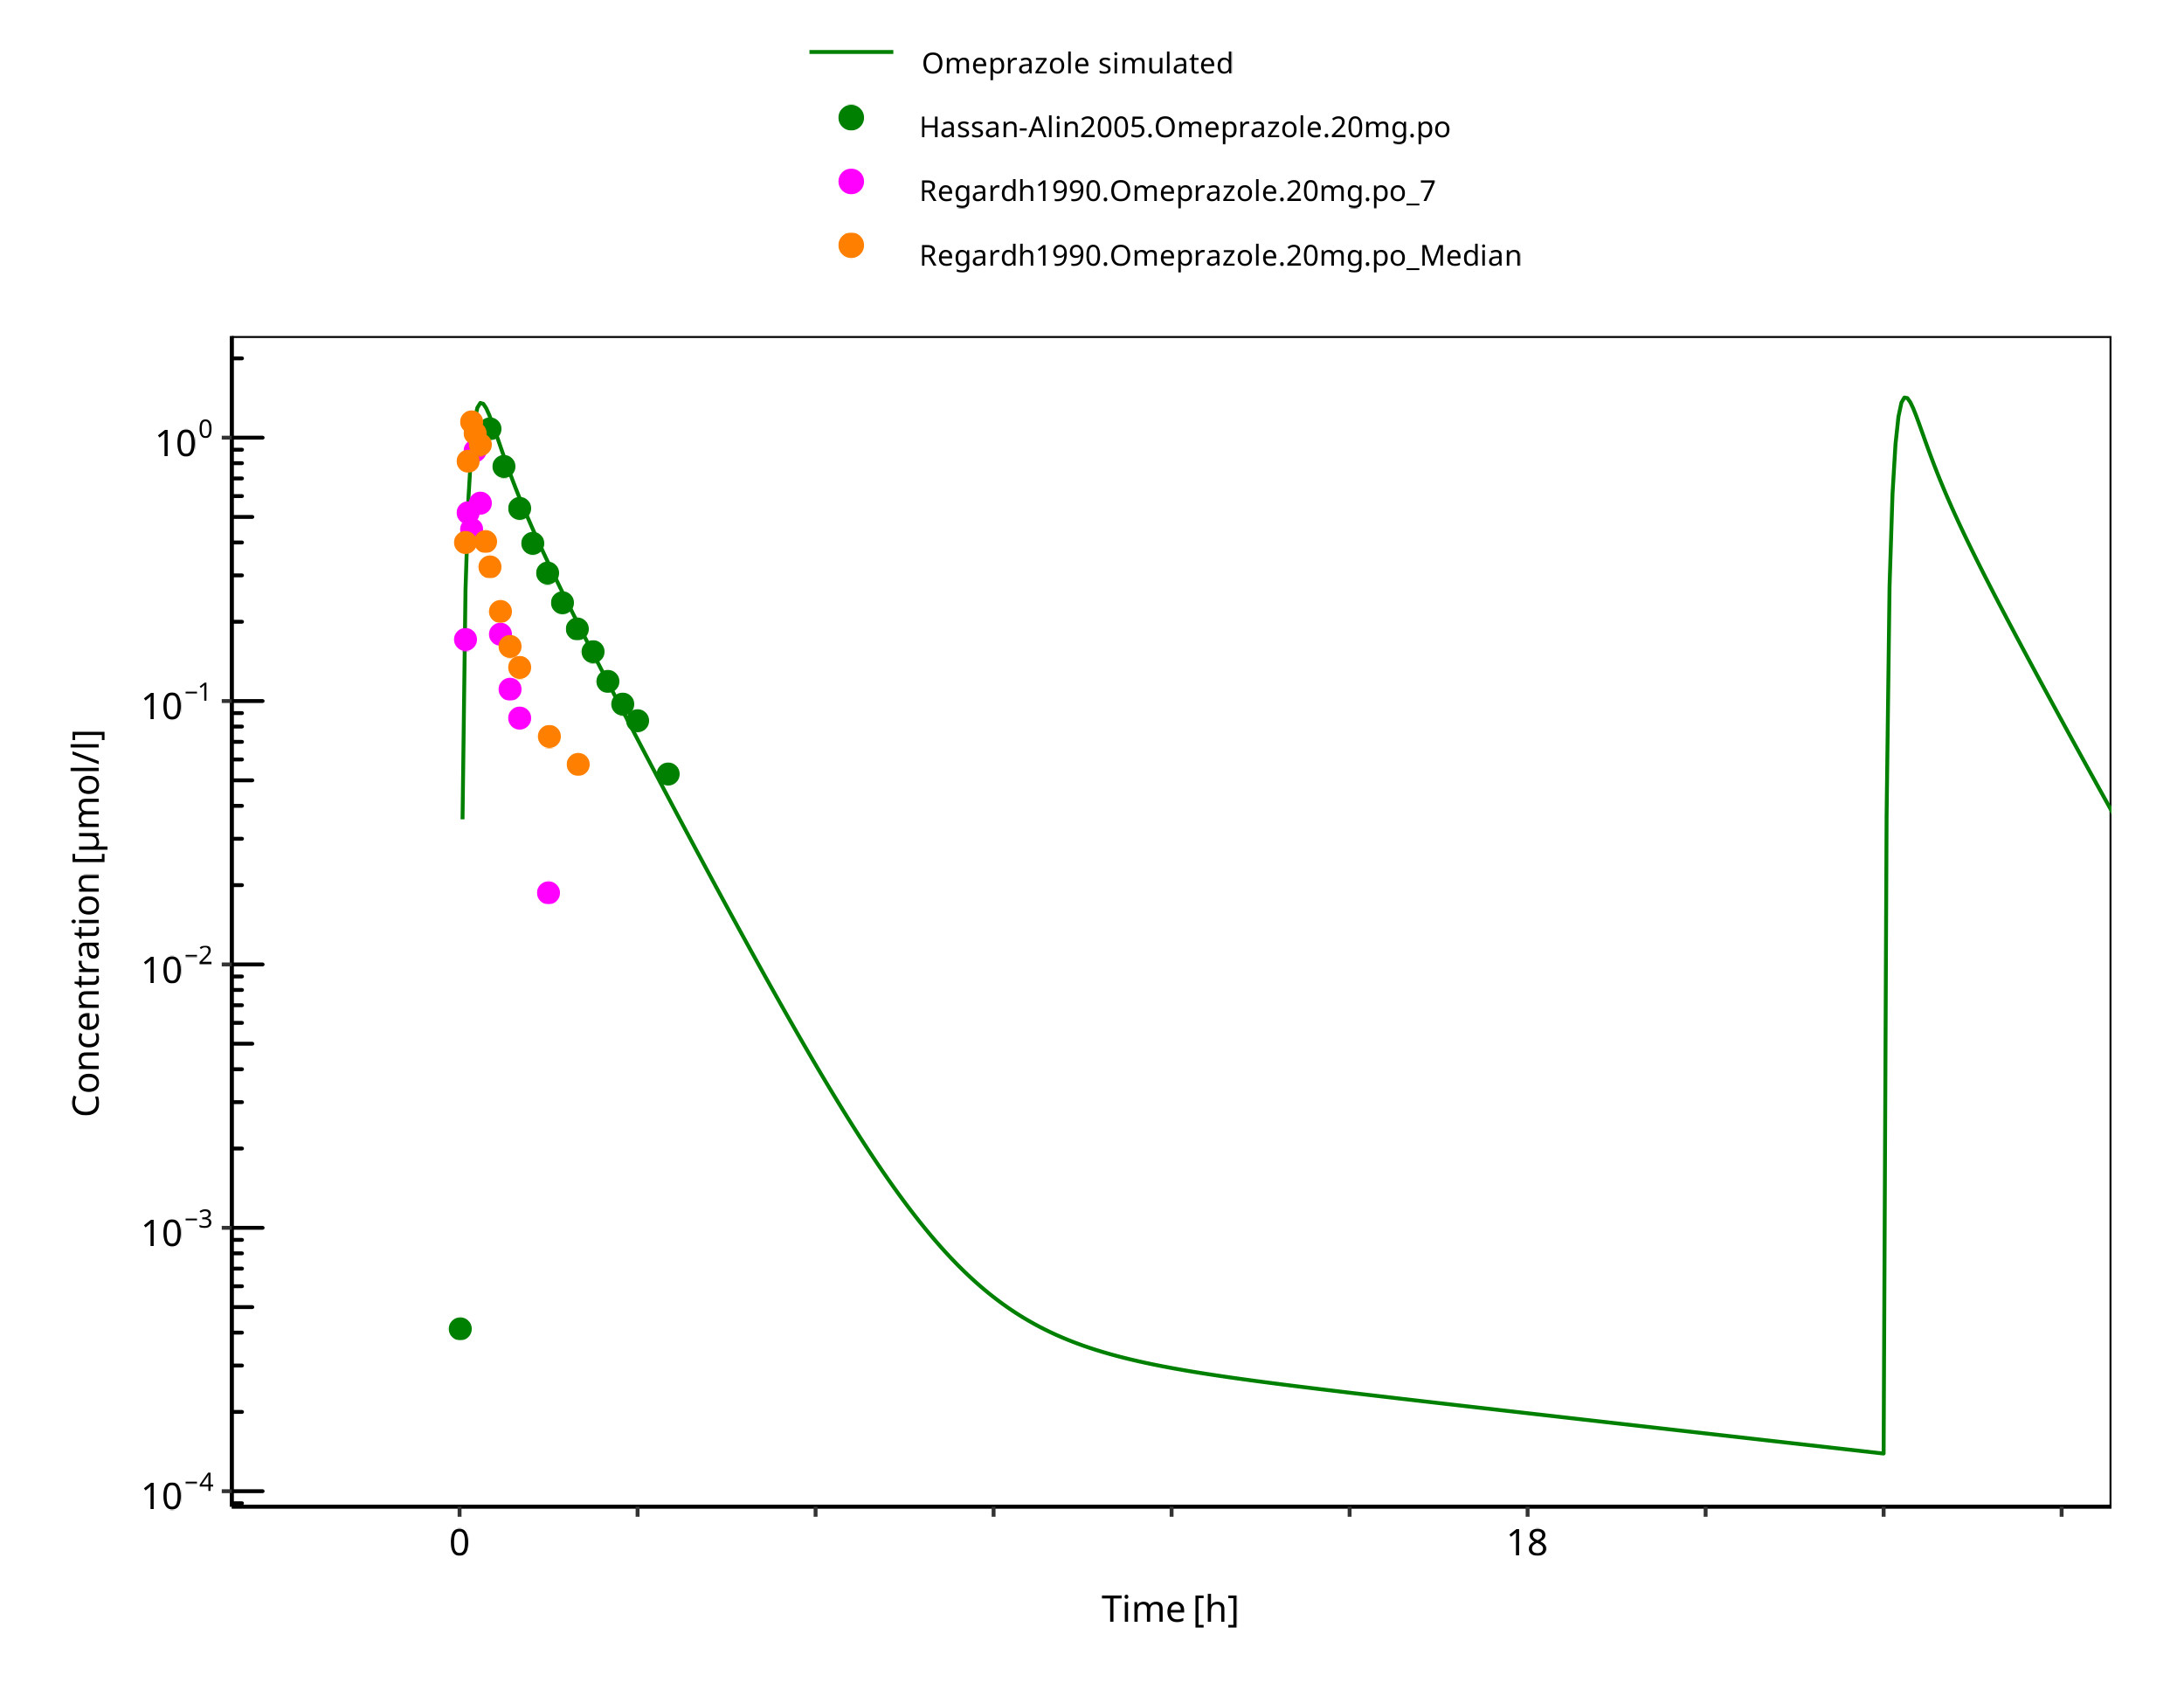 Omeprazole simulated
Hassan-Alin2005.Omeprazole.20mg.po
Regardh1990.Omeprazole.20mg.po_7
Regardh1990.Omeprazole.20mg.po_Median
Concentration [µmol/l]
10⁰
10⁻¹
10⁻²
10⁻³
10⁻⁴
0 18
Time [h]